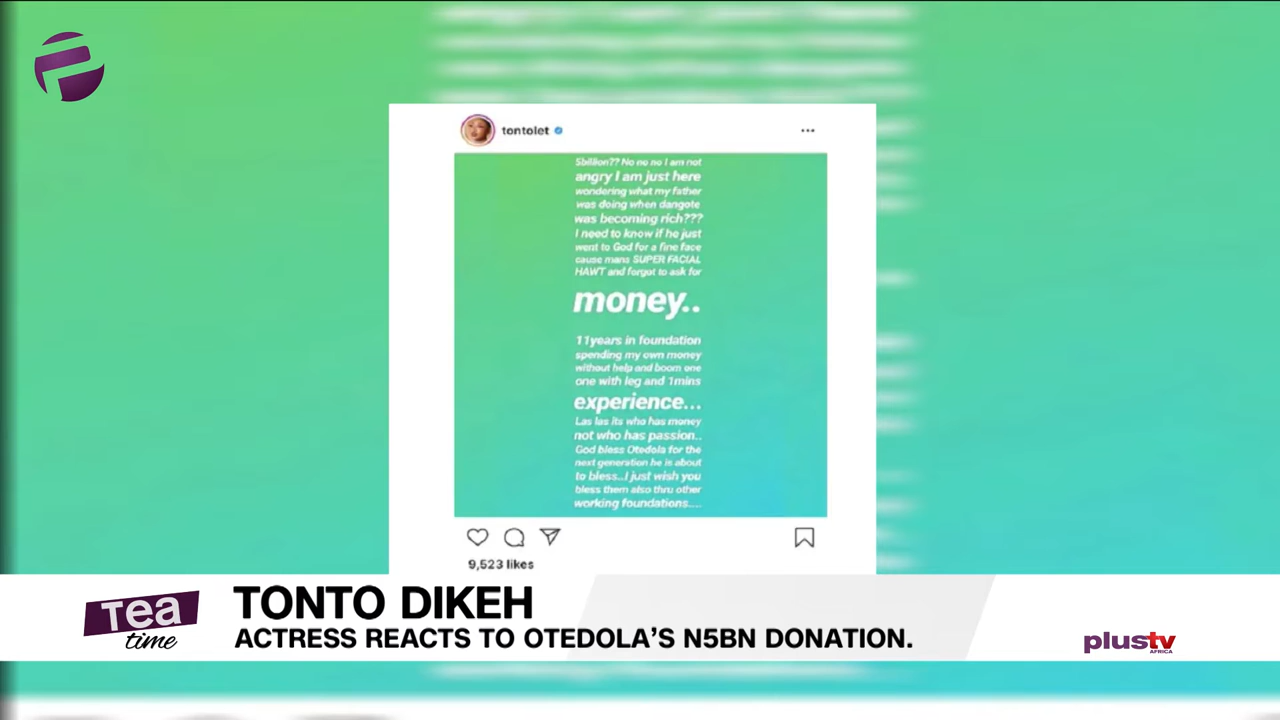 tontolet
5billion?? No no no I am not
angry I am just here
wondering what my father
was doing when dangote
was becoming rich???
I need to know if he just
went to God for a fine face
cause mans SUPER FACIAL
HAWT and forgot to ask for
money..
11years in foundation
spending my own money
without help and boom one
one with leg and 1mins
experience...
Las las its who has money
not who has passion..
God bless Otedola for the
next generation he is about
to bless..I just wish you
bless them also thru other
working foundations....
9,523 likes
Tea
time
TONTO DIKEH
ACTRESS REACTS TO OTEDOLA'S N5BN DONATION.
plustv
AFRICA